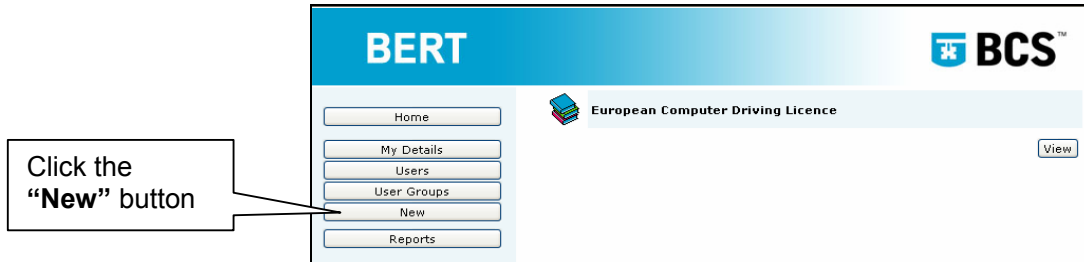 BERT
BCS™
Home
European Computer Driving Licence
My Details
View
Users
User Groups
New
Reports
Click the
“New” button